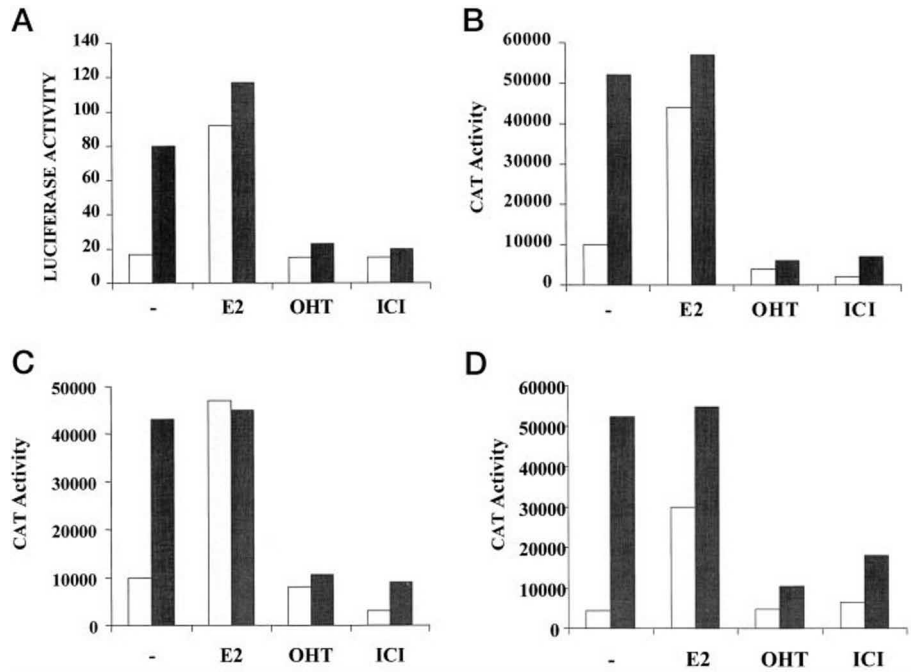 A
LUCIFERASE ACTIVITY
140
120
100
80
60
40
20
0
- E2 OHT ICI
B
CAT Activity
60000
50000
40000
30000
20000
10000
0
- E2 OHT ICI
C
CAT Activity
50000
40000
30000
20000
10000
0
- E2 OHT ICI
D
CAT Activity
60000
50000
40000
30000
20000
10000
0
- E2 OHT ICI